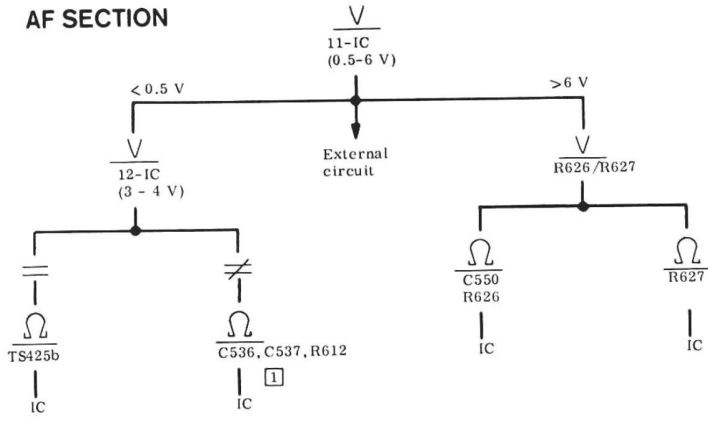 AF SECTION
V
11-IC
(0.5-6 V)
<0.5 V
>6 V
External
circuit
V
12-IC
(3 - 4 V)
V
R626/R627
=
≠
Ω
TS425b
IC
Ω
C536, C537, R612
1
IC
Ω
C550
R626
IC
Ω
R627
IC